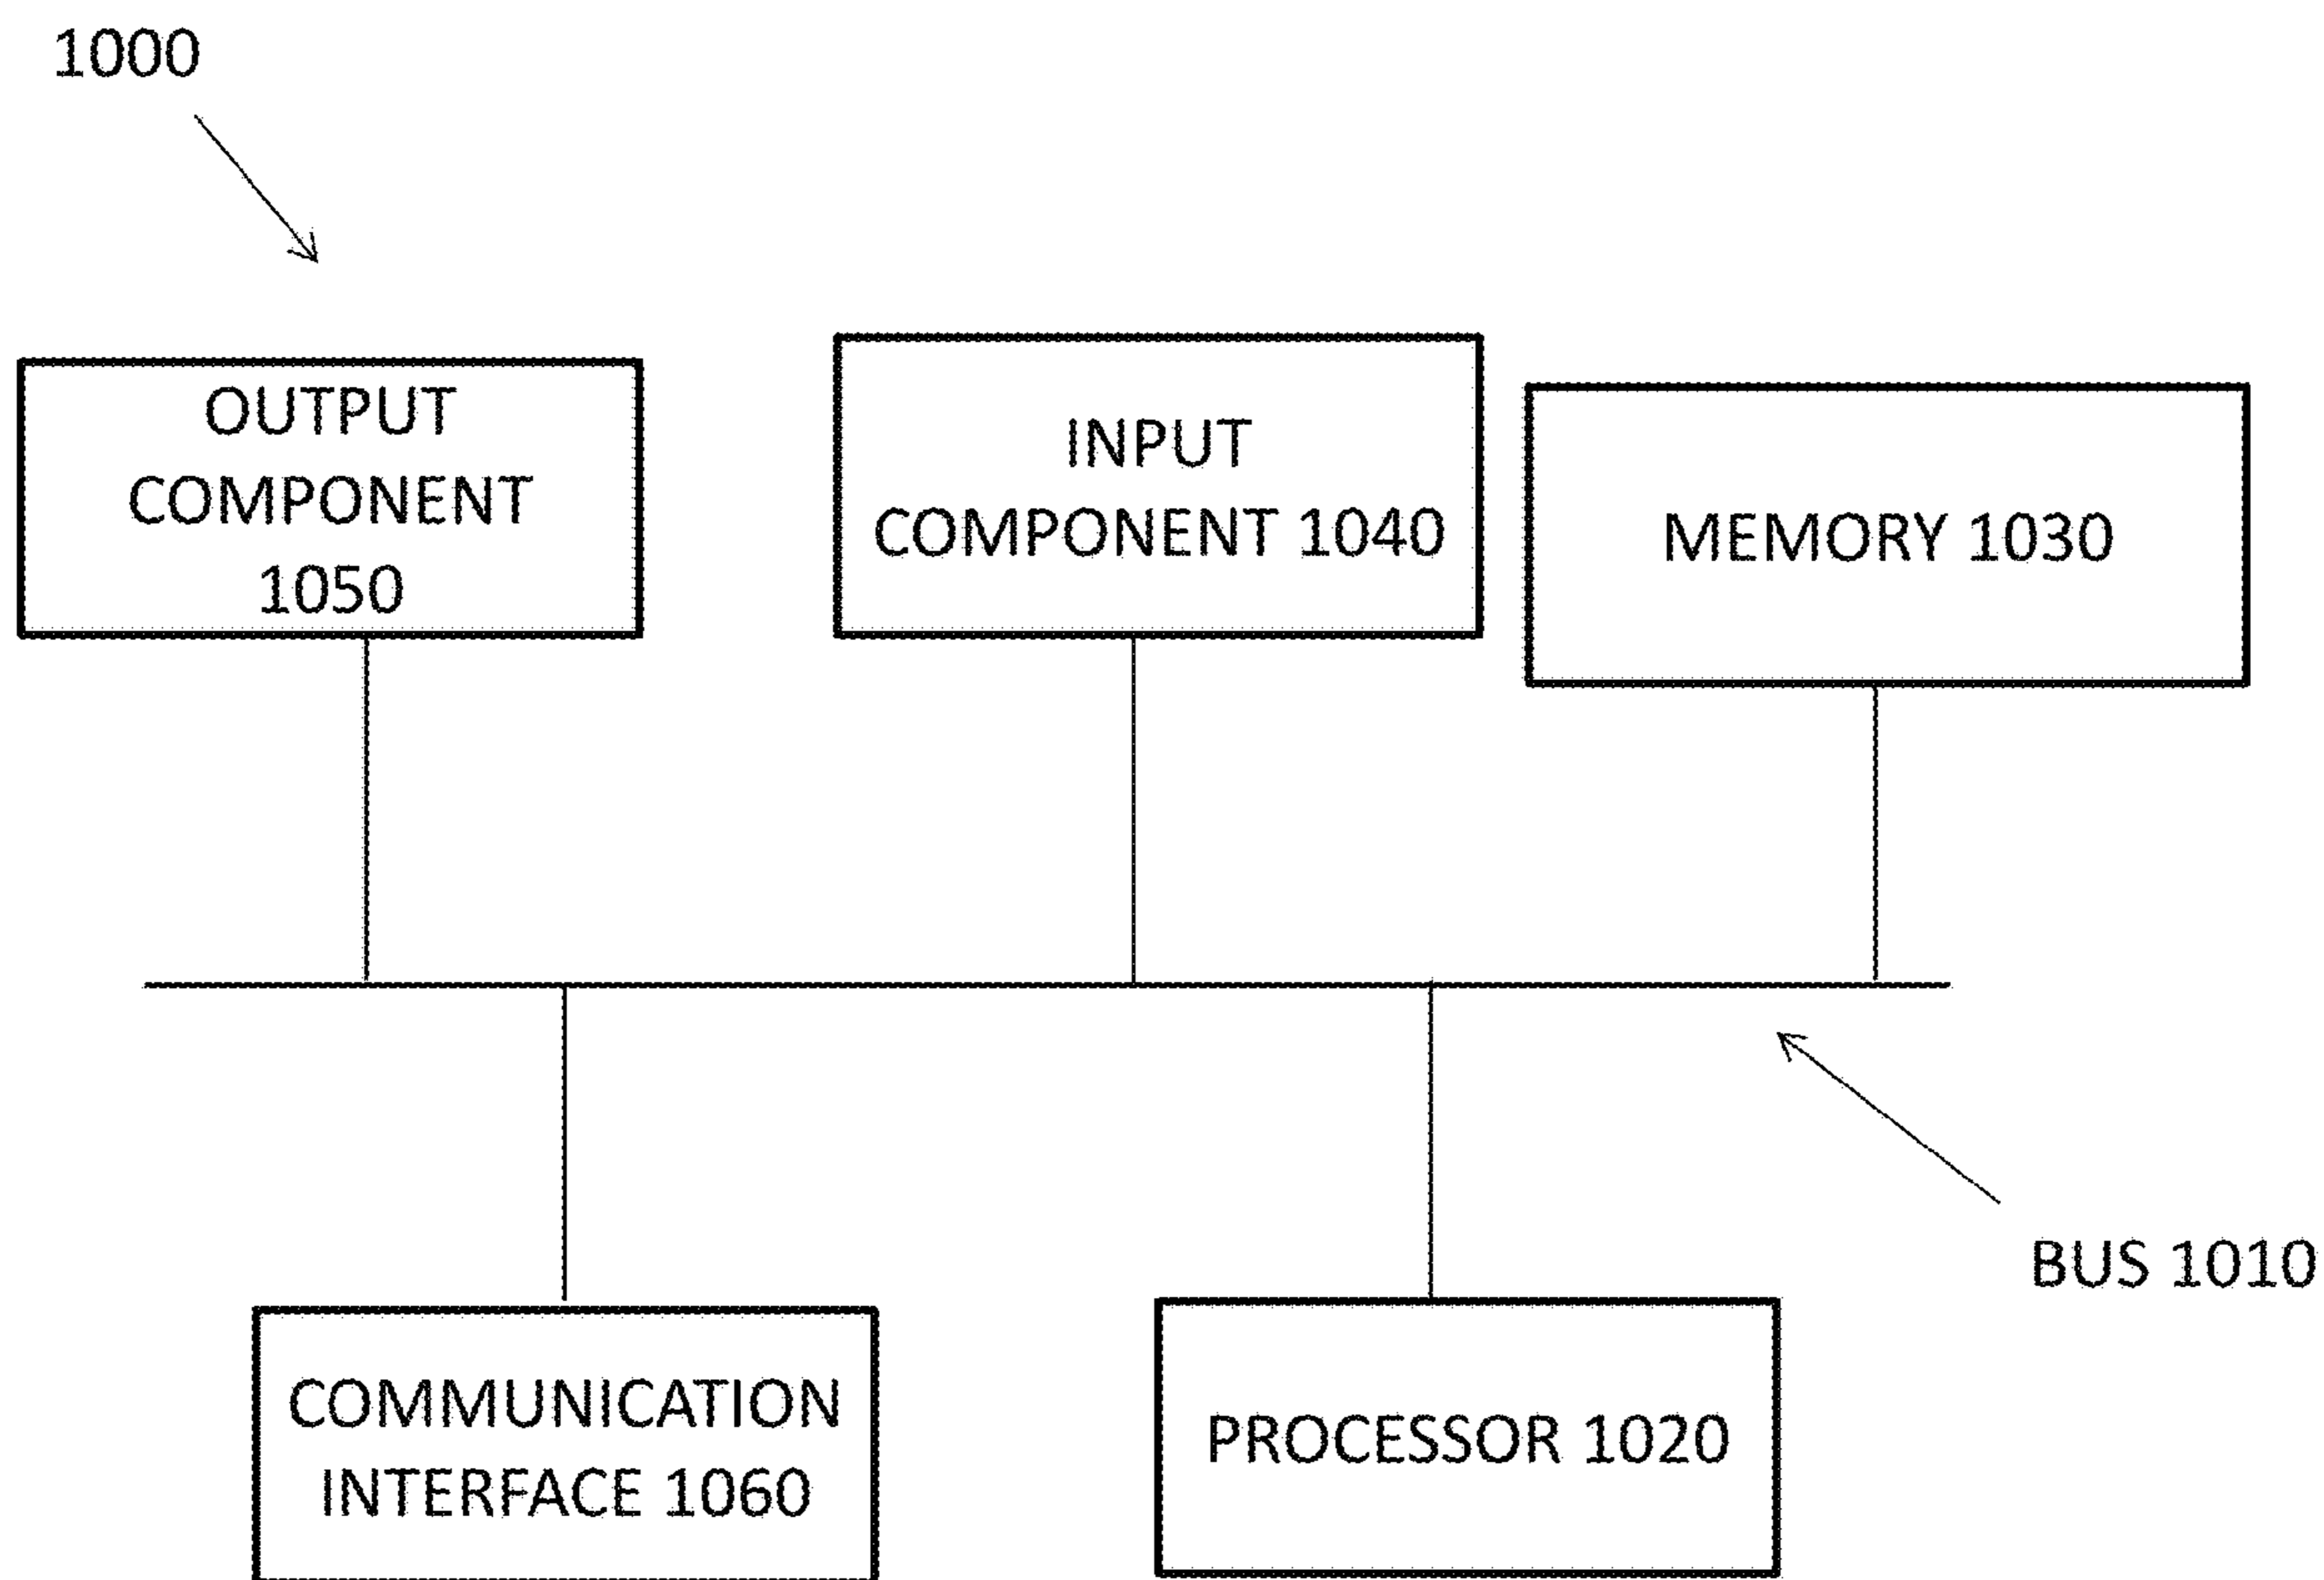 1000
OUTPUT
COMPONENT
1050
INPUT
COMPONENT 1040
MEMORY 1030
BUS 1010
COMMUNICATION
INTERFACE 1060
PROCESSOR 1020